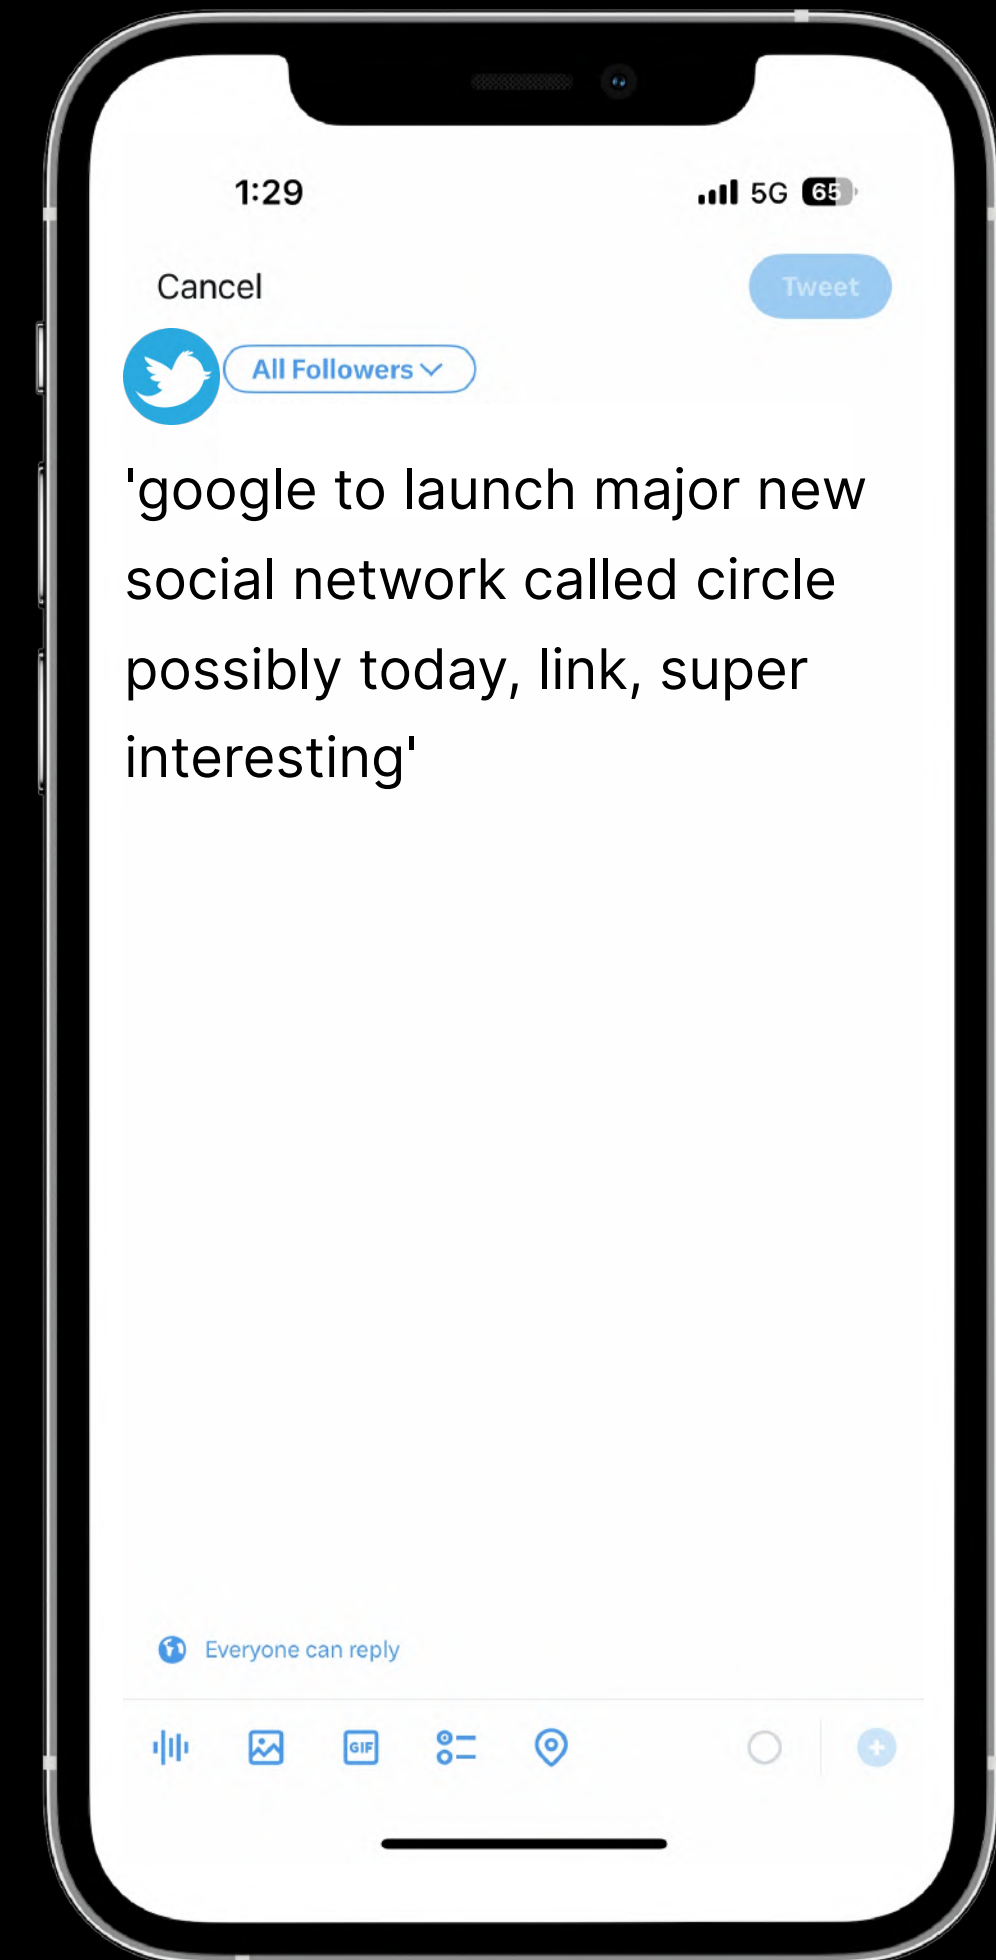 1:29 5G 65
Cancel Tweet
All Followers
'google to launch major new
social network called circle
possibly today, link, super
interesting'
Everyone can reply
GIF